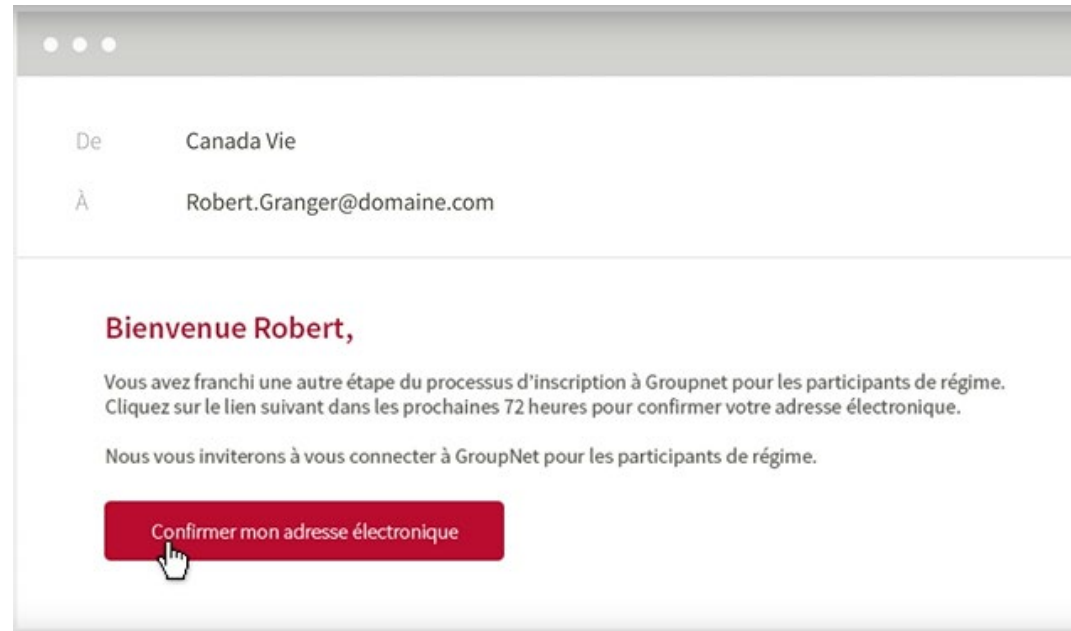 De Canada Vie
À Robert.Granger@domaine.com
Bienvenue Robert,
Vous avez franchi une autre étape du processus d'inscription à Groupnet pour les participants de régime.
Cliquez sur le lien suivant dans les prochaines 72 heures pour confirmer votre adresse électronique.
Nous vous inviterons à vous connecter à GroupNet pour les participants de régime.
Confirmer mon adresse électronique